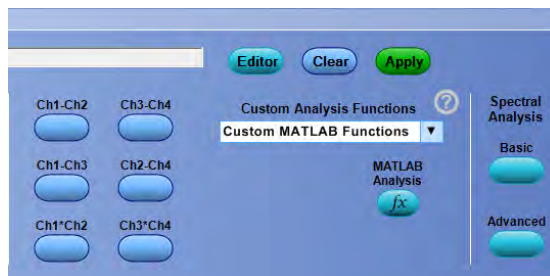 Editor Clear Apply
Ch1-Ch2 Ch3-Ch4 Custom Analysis Functions ? Spectral
Analysis
Custom MATLAB Functions ▼
Basic
Ch1-Ch3 Ch2-Ch4 MATLAB
Analysis
fx
Ch1*Ch2 Ch3*Ch4 Advanced